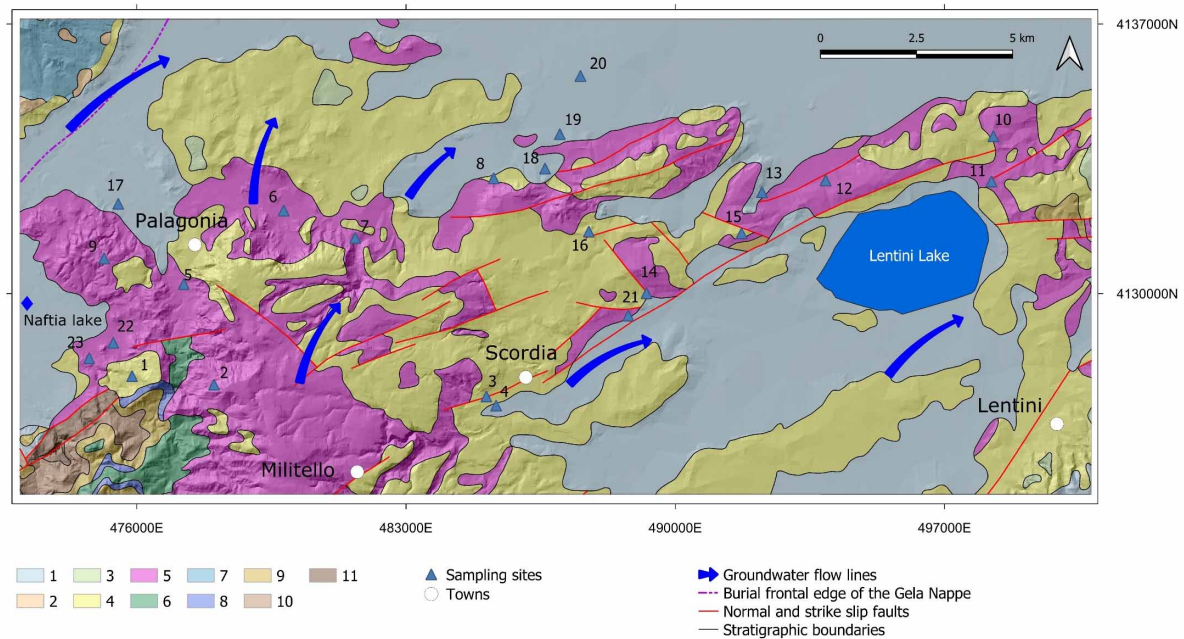 4137000N
0 2.5 5 km
20
19
10
18
8
11
17
13
12
6
Palagonia
7
15
16
9
Lentini Lake
14
5
4130000N
21
Naftia lake
22
23
Scordia
1
2
3
4
Lentini
Militello
476000E 483000E 490000E 497000E
1 3 5 7 9 11
2 4 6 8 10
Sampling sites
Towns
Groundwater flow lines
Burial frontal edge of the Gela Nappe
Normal and strike slip faults
Stratigraphic boundaries